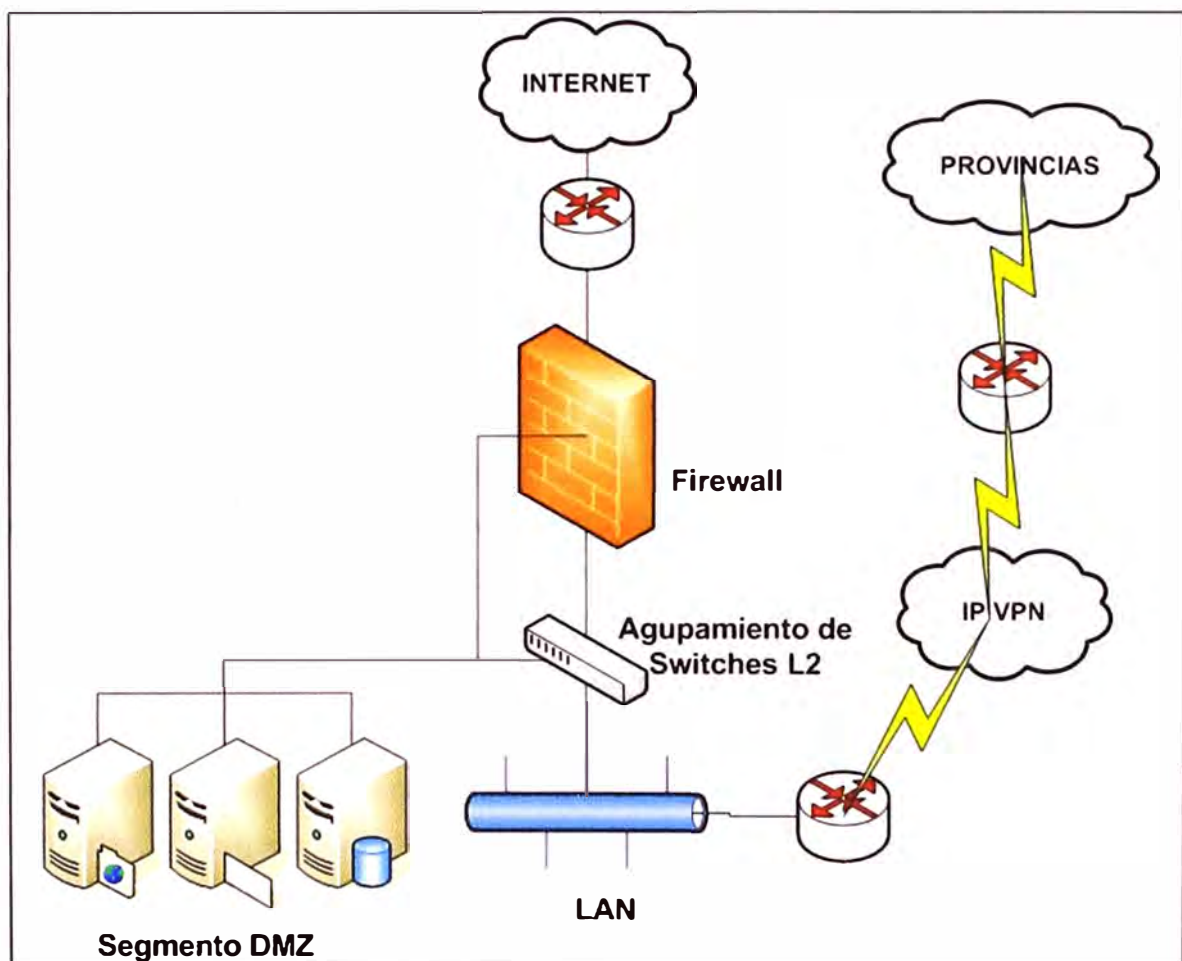 INTERNET
PROVINCIAS
Firewall
Agupamiento de
Switches L2
IP VPN
LAN
Segmento DMZ